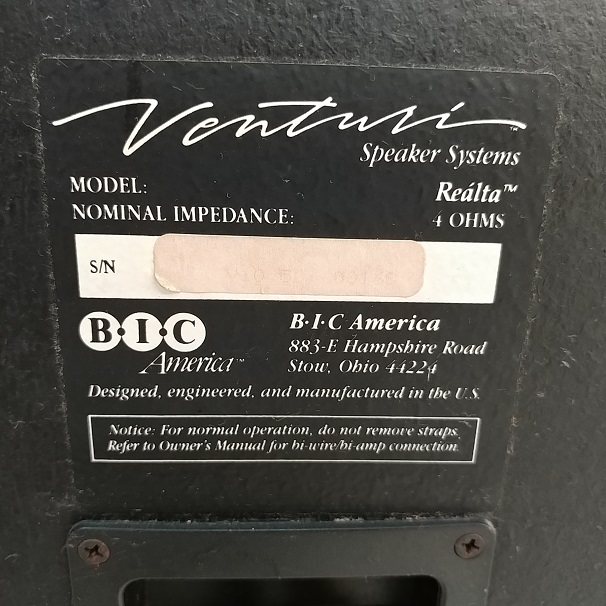 Venturi™
Speaker Systems
MODEL: Reálta™
NOMINAL IMPEDANCE: 4 OHMS
S/N
B·I·C
America™
B·I·C America
883-E Hampshire Road
Stow, Ohio 44224
Designed, engineered, and manufactured in the U.S.
Notice: For normal operation, do not remove straps.
Refer to Owner's Manual for bi-wire/bi-amp connection.